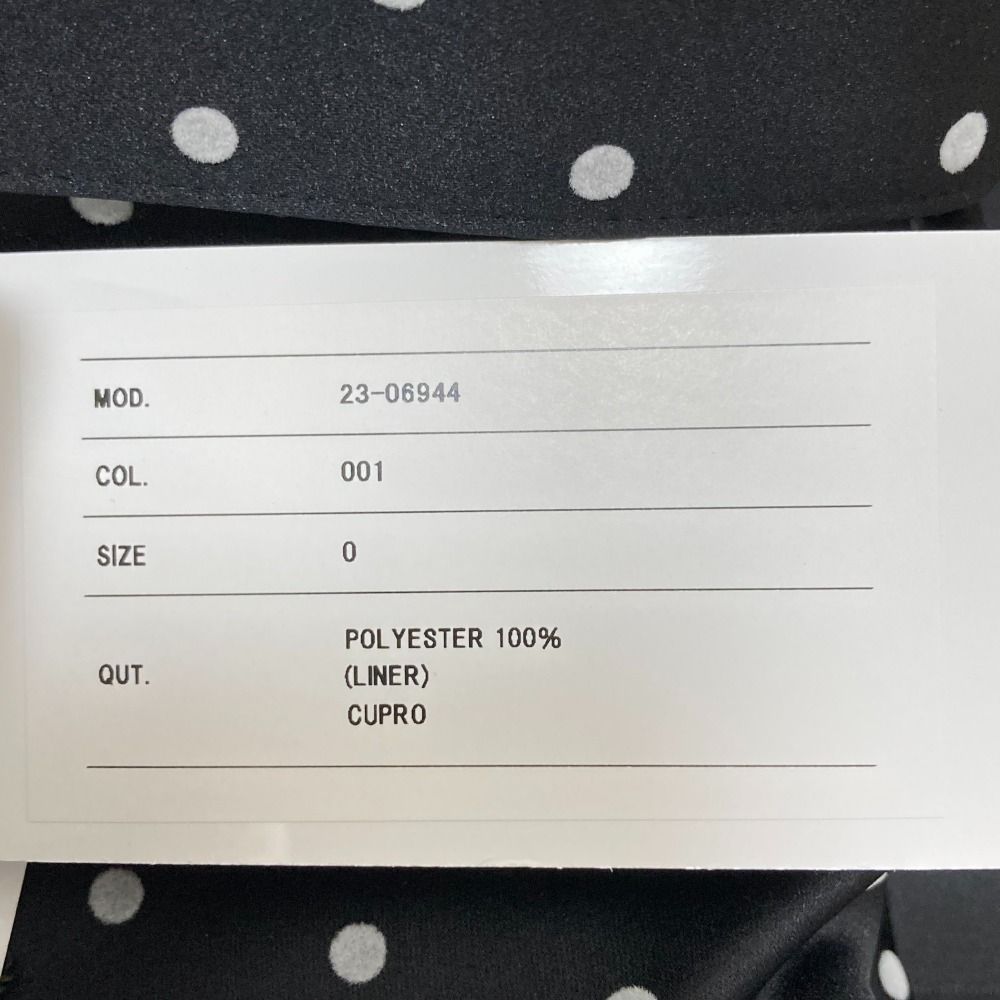 MOD. 23-06944
COL. 001
SIZE 0
QUT. POLYESTER 100%
(LINER)
CUPRO